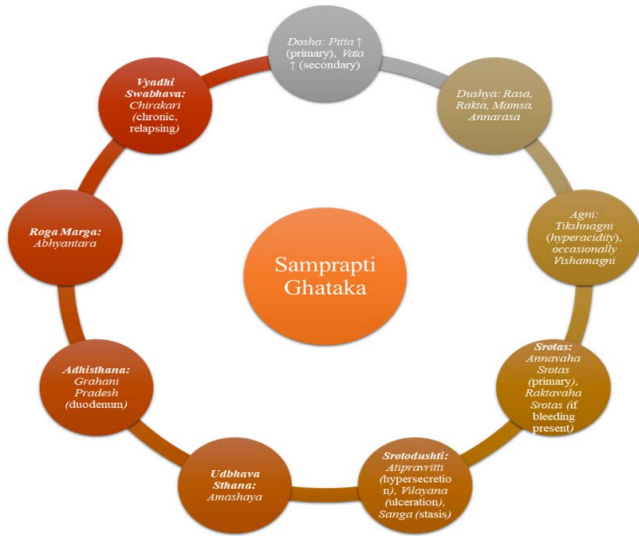 Dosha: Pitta ↑
(primary), Vata
↑ (secondary)
Dushya: Rasa,
Rakta, Mamsa,
Annarasa
Agni:
Tikshnagni
(hyperacidity),
occasionally
Vishamagni
Srotas:
Annavaha
Srotas
(primary),
Raktavaha
Srotas (if
bleeding
present)
Srotodushti:
Atipravritti
(hypersecretio
n), Vilayana
(ulceration),
Sanga (stasis)
Udbhava
Sthana:
Amashaya
Adhisthana:
Grahani
Pradesh
(duodenum)
Roga Marga:
Abhyantara
Vyadhi
Swabhava:
Chirakari
(chronic,
relapsing)
Samprapti
Ghataka